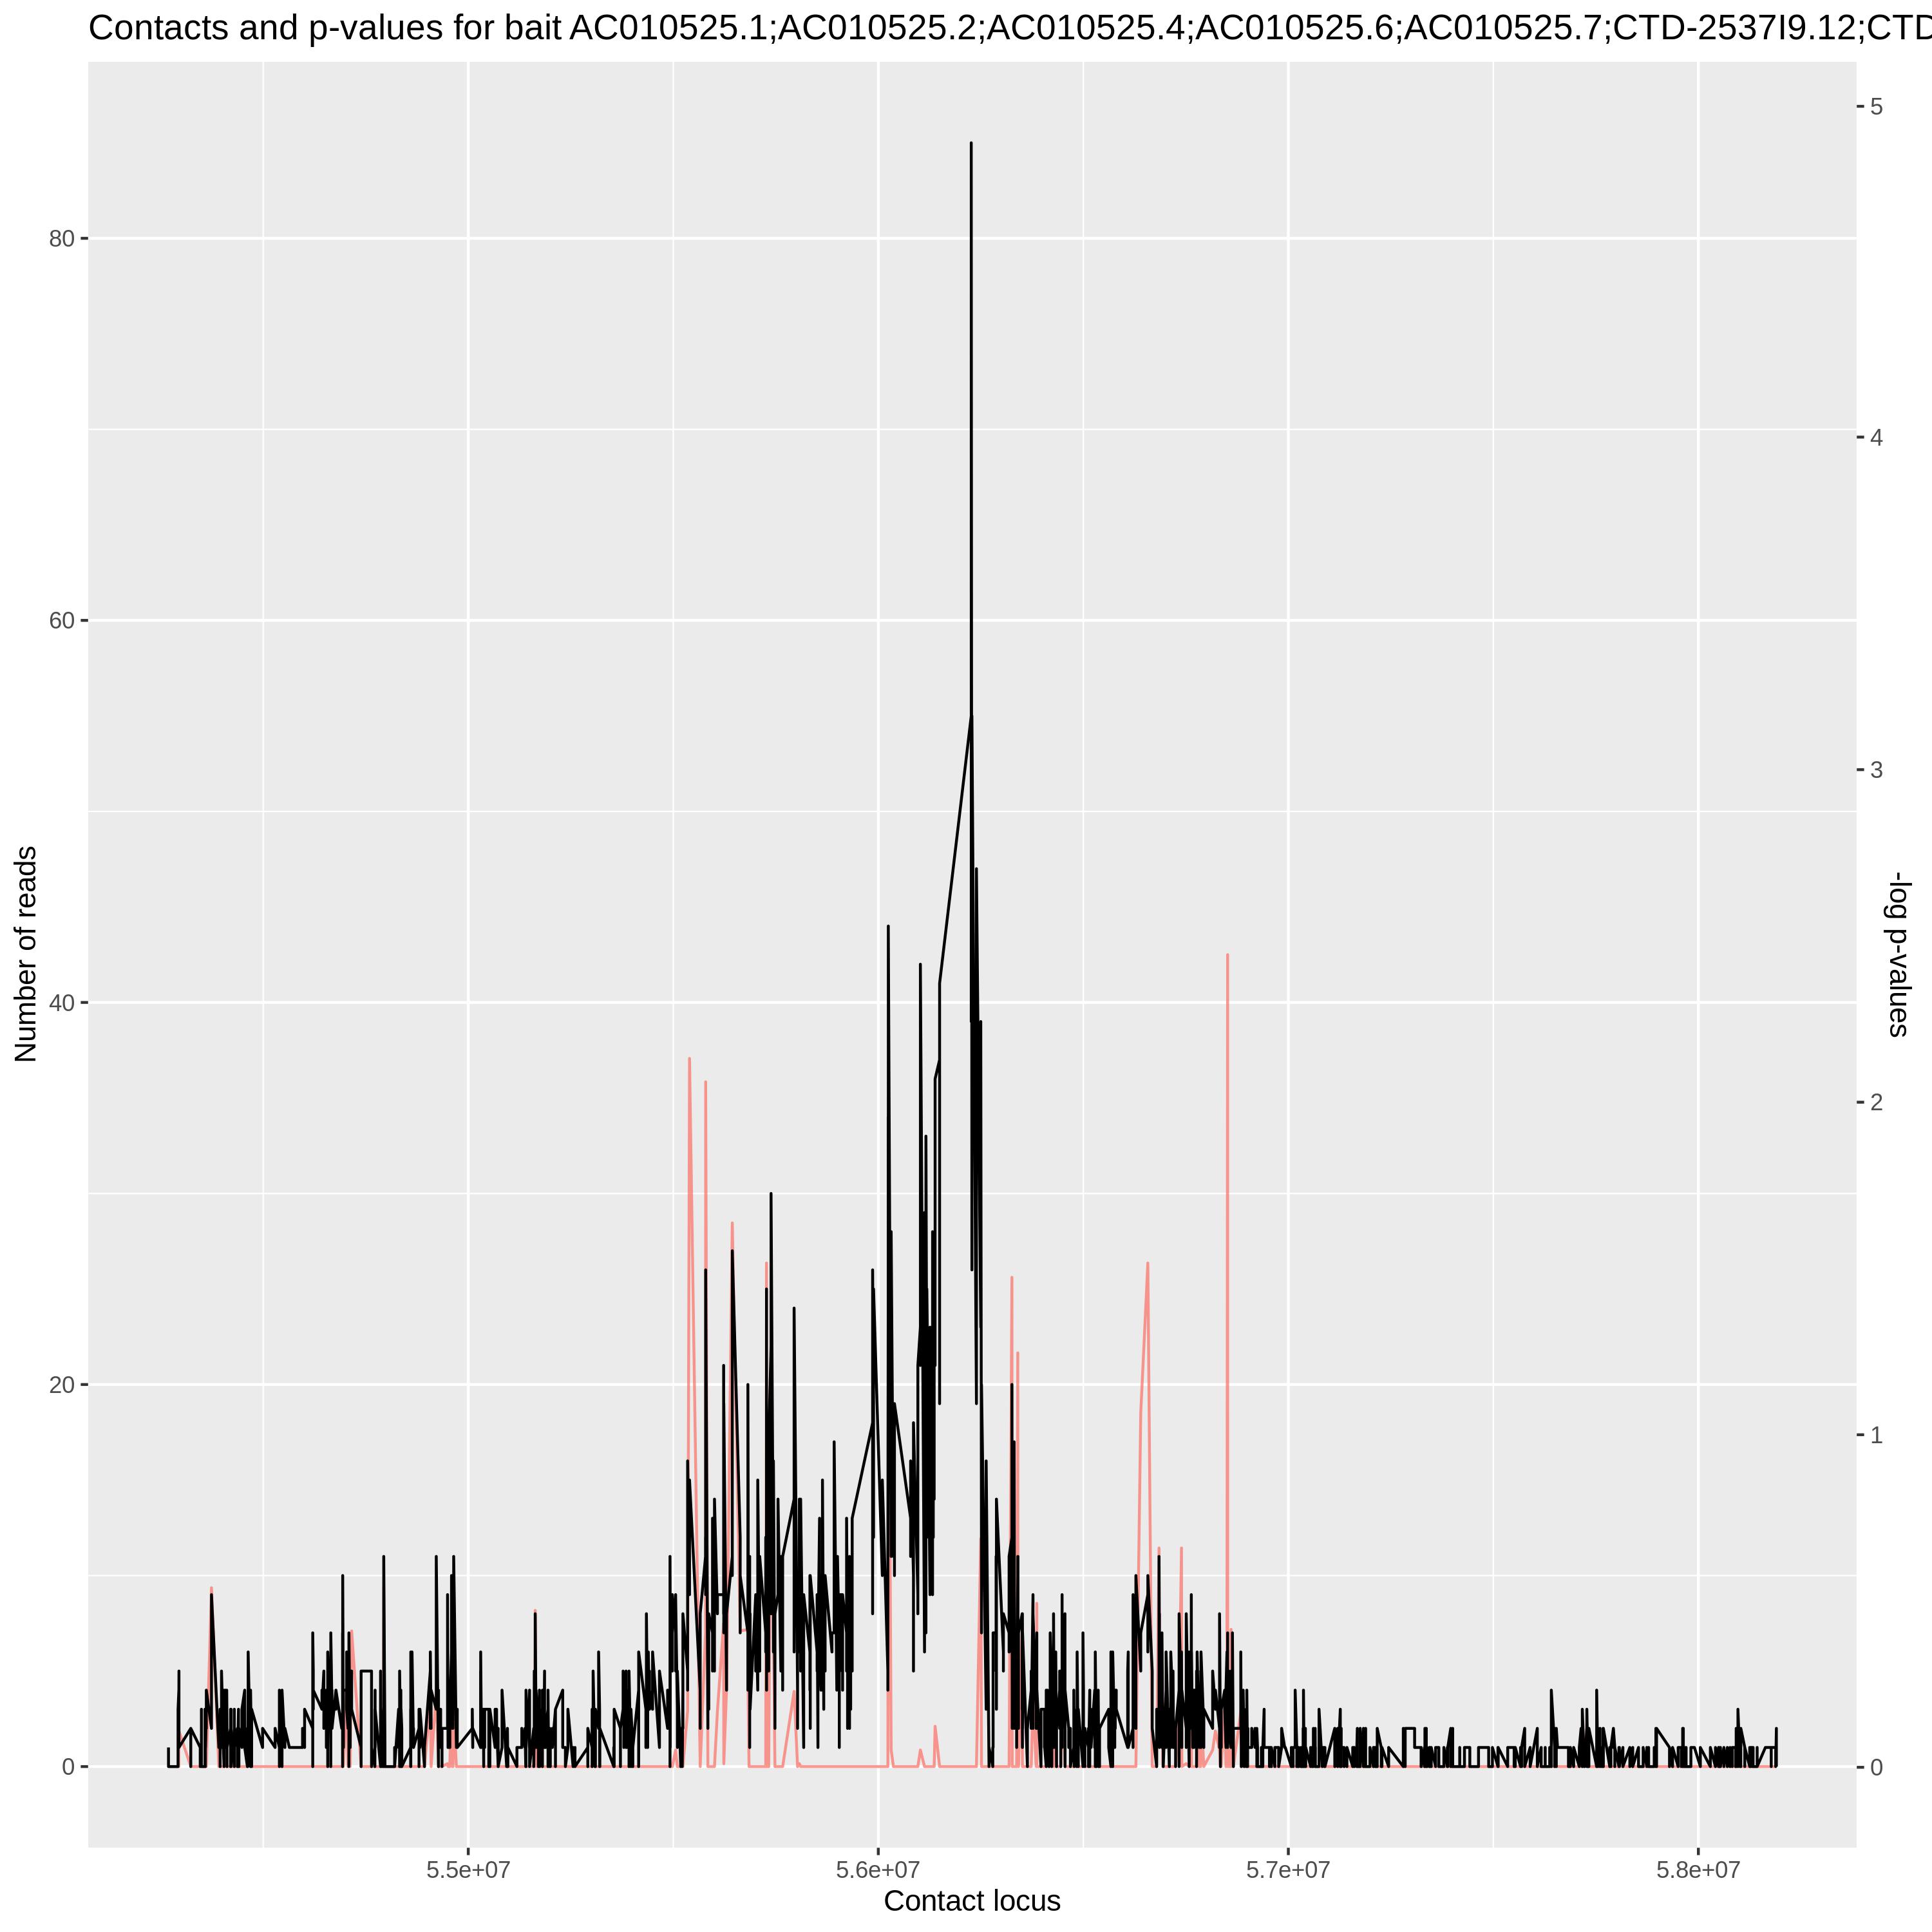 Contacts and p-values for bait AC010525.1;AC010525.2;AC010525.4;AC010525.6;AC010525.7;CTD-2537I9.12;CTD
5
80
4
60
3
Number of reads
-log p-values
40
2
20
1
0
0
5.5e+07
5.6e+07
5.7e+07
5.8e+07
Contact locus